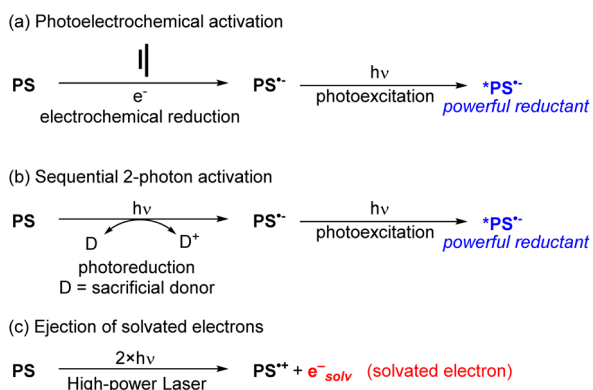 (a) Photoelectrochemical activation
PS
e⁻
electrochemical reduction
PS•-
hν
photoexcitation
*PS•-
powerful reductant
(b) Sequential 2-photon activation
PS
hν
D
D⁺
photoreduction
D = sacrificial donor
PS•-
hν
photoexcitation
*PS•-
powerful reductant
(c) Ejection of solvated electrons
PS
2×hν
High-power Laser
PS•+ + e⁻solv (solvated electron)